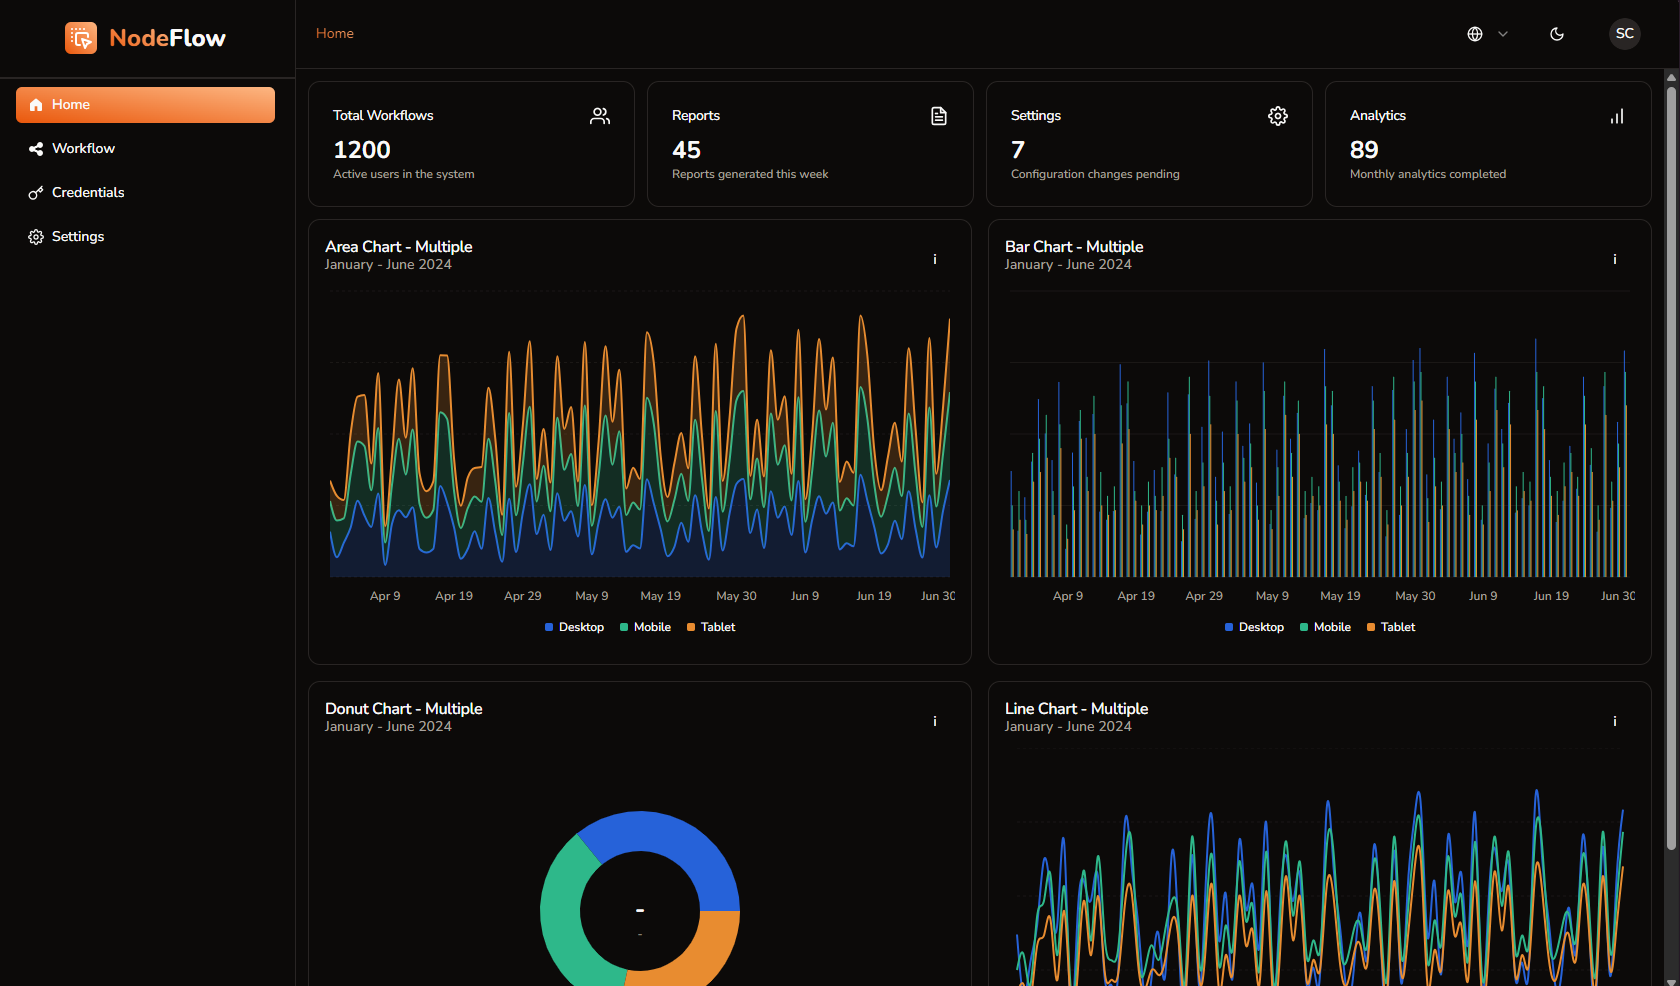 NodeFlow
Home
SC
Home
Workflow
Credentials
Settings
Total Workflows
1200
Active users in the system
Reports
45
Reports generated this week
Settings
7
Configuration changes pending
Analytics
89
Monthly analytics completed
Area Chart - Multiple
January - June 2024
i
Apr 9 Apr 19 Apr 29 May 9 May 19 May 30 Jun 9 Jun 19 Jun 30
Desktop Mobile Tablet
Bar Chart - Multiple
January - June 2024
i
Apr 9 Apr 19 Apr 29 May 9 May 19 May 30 Jun 9 Jun 19 Jun 30
Desktop Mobile Tablet
Donut Chart - Multiple
January - June 2024
i
-
-
Line Chart - Multiple
January - June 2024
i